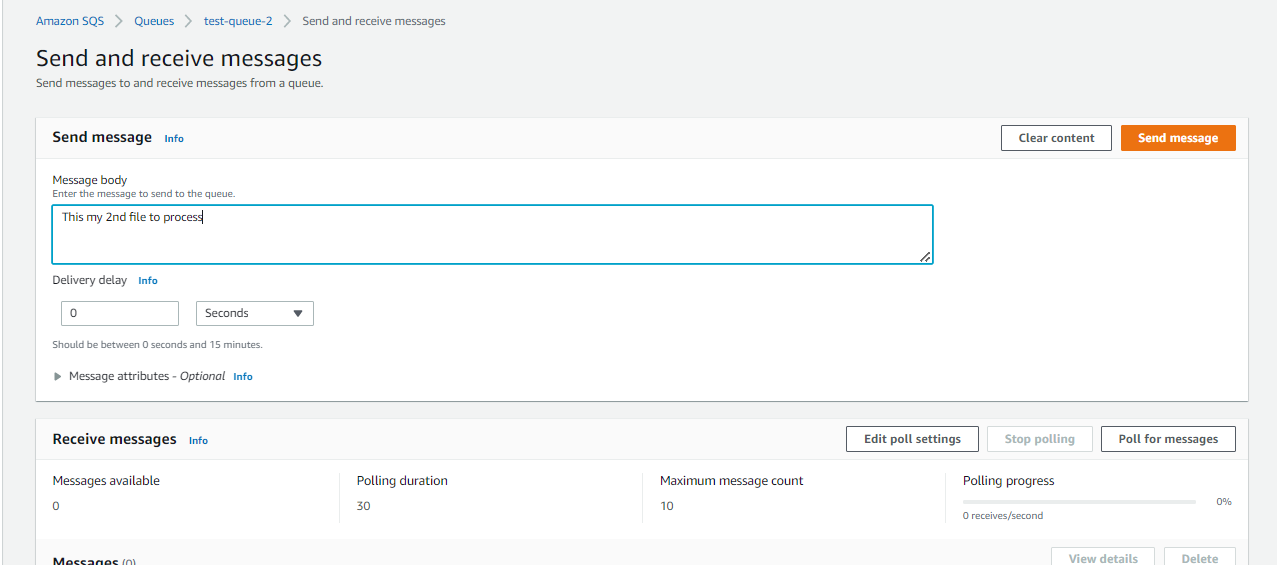 Amazon SQS > Queues > test-queue-2 > Send and receive messages
Send and receive messages
Send messages to and receive messages from a queue.
Send message Info Clear content Send message
Message body
Enter the message to send to the queue.
This my 2nd file to process
Delivery delay Info
0 Seconds
Should be between 0 seconds and 15 minutes.
Message attributes - Optional Info
Receive messages Info Edit poll settings Stop polling Poll for messages
Messages available Polling duration Maximum message count Polling progress
0 30 10 0%
0 receives/second
Messages (0) View details Delete